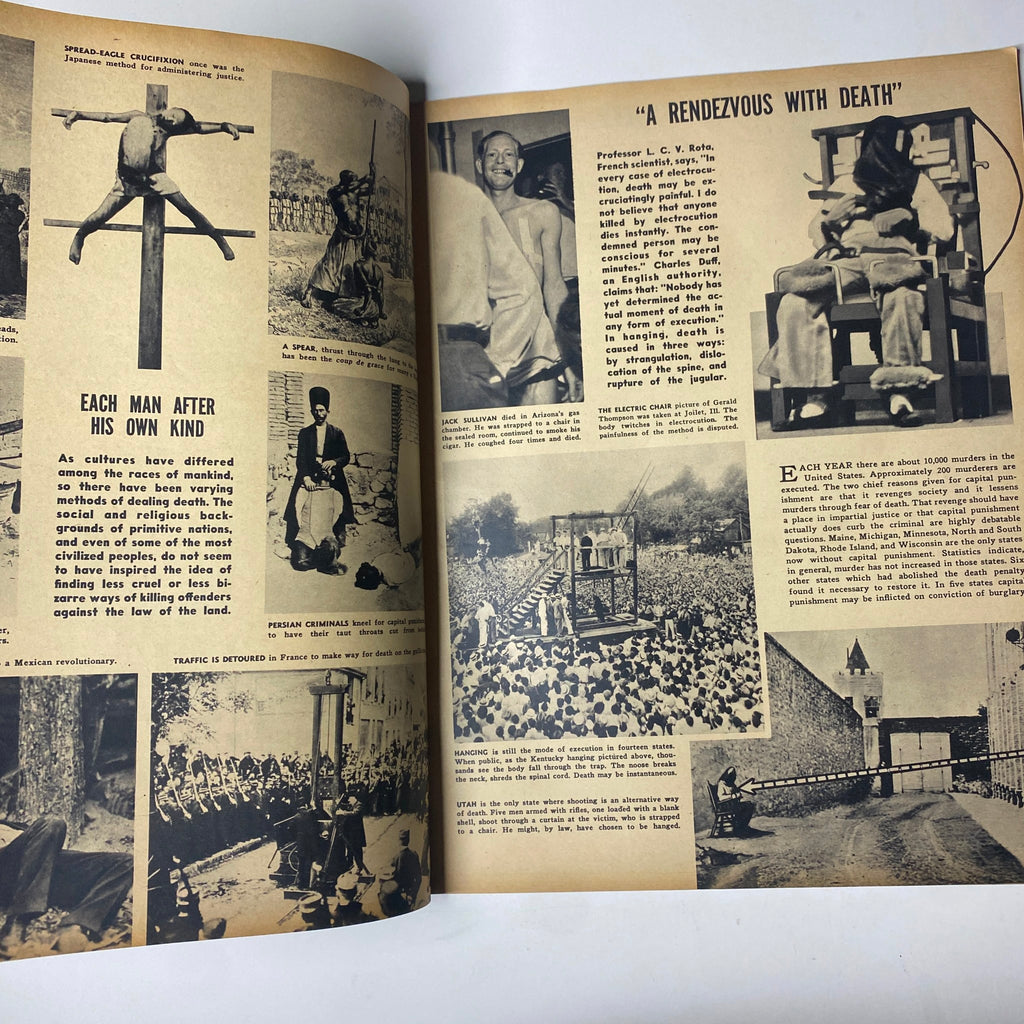 SPREAD-EAGLE CRUCIFIXION once was the
Japanese method for administering justice.
A SPEAR, thrust through the lung to the
has been the coup de grace for many a
EACH MAN AFTER
HIS OWN KIND
As cultures have differed
among the races of mankind,
so there have been varying
methods of dealing death. The
social and religious back-
grounds of primitive nations,
and even of some of the most
civilized peoples, do not seem
to have inspired the idea of
finding less cruel or less bi-
zarre ways of killing offenders
against the law of the land.
PERSIAN CRIMINALS kneel for capital
to have their taut throats cut from
a Mexican revolutionary.
TRAFFIC IS DETOURED in France to make way for death on the
"A RENDEZVOUS WITH DEATH"
Professor L. C. V. Rota,
French scientist, says, "In
every case of electrocu-
tion, death may be ex-
cruciatingly painful. I do
not believe that anyone
killed by electrocution
dies instantly. The con-
demned person may be
conscious for several
minutes." Charles Duff,
an English authority,
claims that: "Nobody has
yet determined the ac-
tual moment of death in
any form of execution."
In hanging, death is
caused in three ways:
by strangulation, dislo-
cation of the spine, and
rupture of the jugular.
JACK SULLIVAN died in Arizona's gas
chamber. He was strapped to a chair in
the sealed room, continued to smoke his
cigar. He coughed four times and died.
THE ELECTRIC CHAIR picture of Gerald
Thompson was taken at Joliet, Ill. The
body twitches in electrocution. The
painfulness of the method is disputed.
EACH YEAR there are about 10,000 murders in the
United States. Approximately 200 murderers are
executed. The two chief reasons given for capital pun-
ishment are that it revenges society and it lessens
murders through fear of death. That revenge should have
a place in impartial justice or that capital punishment
actually does curb the criminal are highly debatable
questions. Maine, Michigan, Minnesota, North and South
Dakota, Rhode Island, and Wisconsin are the only states
now without capital punishment. Statistics indicate,
in general, murder has not increased in those states. Six
other states which had abolished the death penalty
found it necessary to restore it. In five states capital
punishment may be inflicted on conviction of burglary
HANGING is still the mode of execution in fourteen states.
When public, as the Kentucky hanging pictured above, thou-
sands see the body fall through the trap. The noose breaks
the neck, shreds the spinal cord. Death may be instantaneous.
UTAH is the only state where shooting is an alternative way
of death. Five men armed with rifles, one loaded with a blank
shell, shoot through a curtain at the victim, who is strapped
to a chair. He might, by law, have chosen to be hanged.